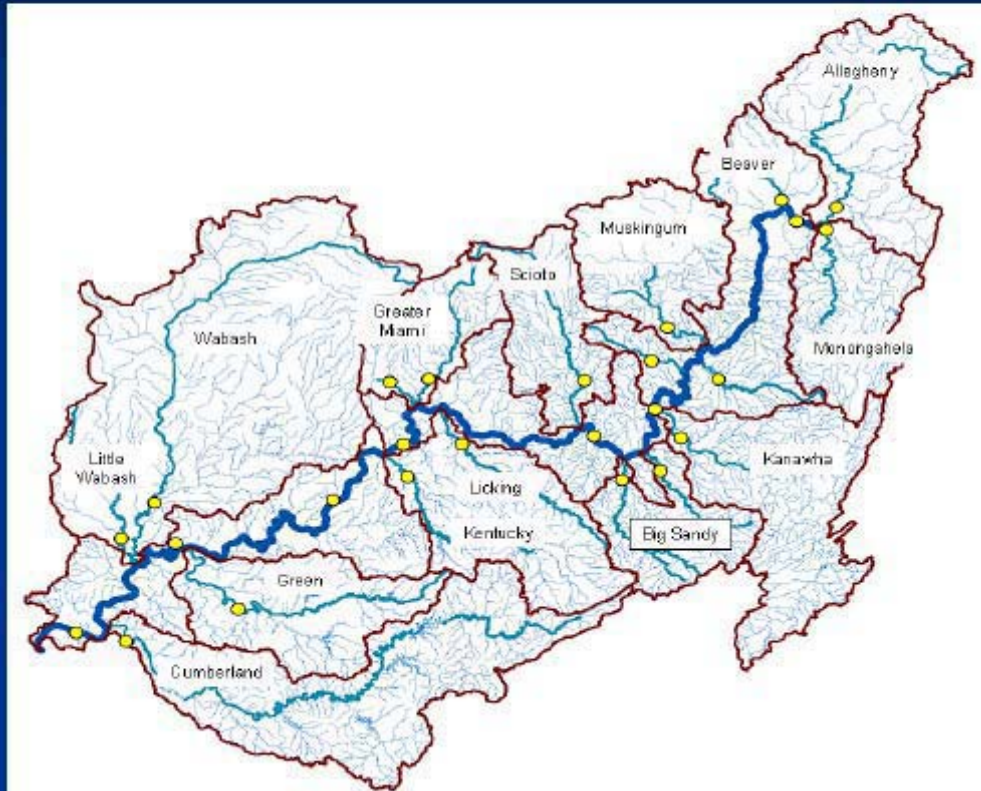 Allegheny
Beaver
Muskingum
Scioto
Greater
Miami
Wabash
Monongahela
Little
Wabash
Kanawha
Licking
Kentucky
Big Sandy
Green
Cumberland